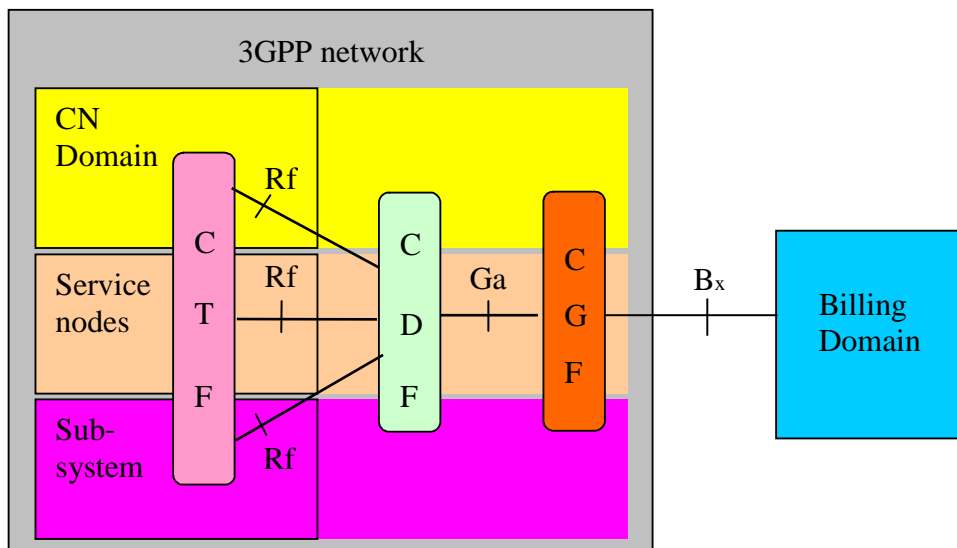 3GPP network
CN
Domain
Rf
C
T
F
Service
nodes
Rf
Sub-
system
Rf
C
D
F
Ga
C
G
F
Bx
Billing
Domain